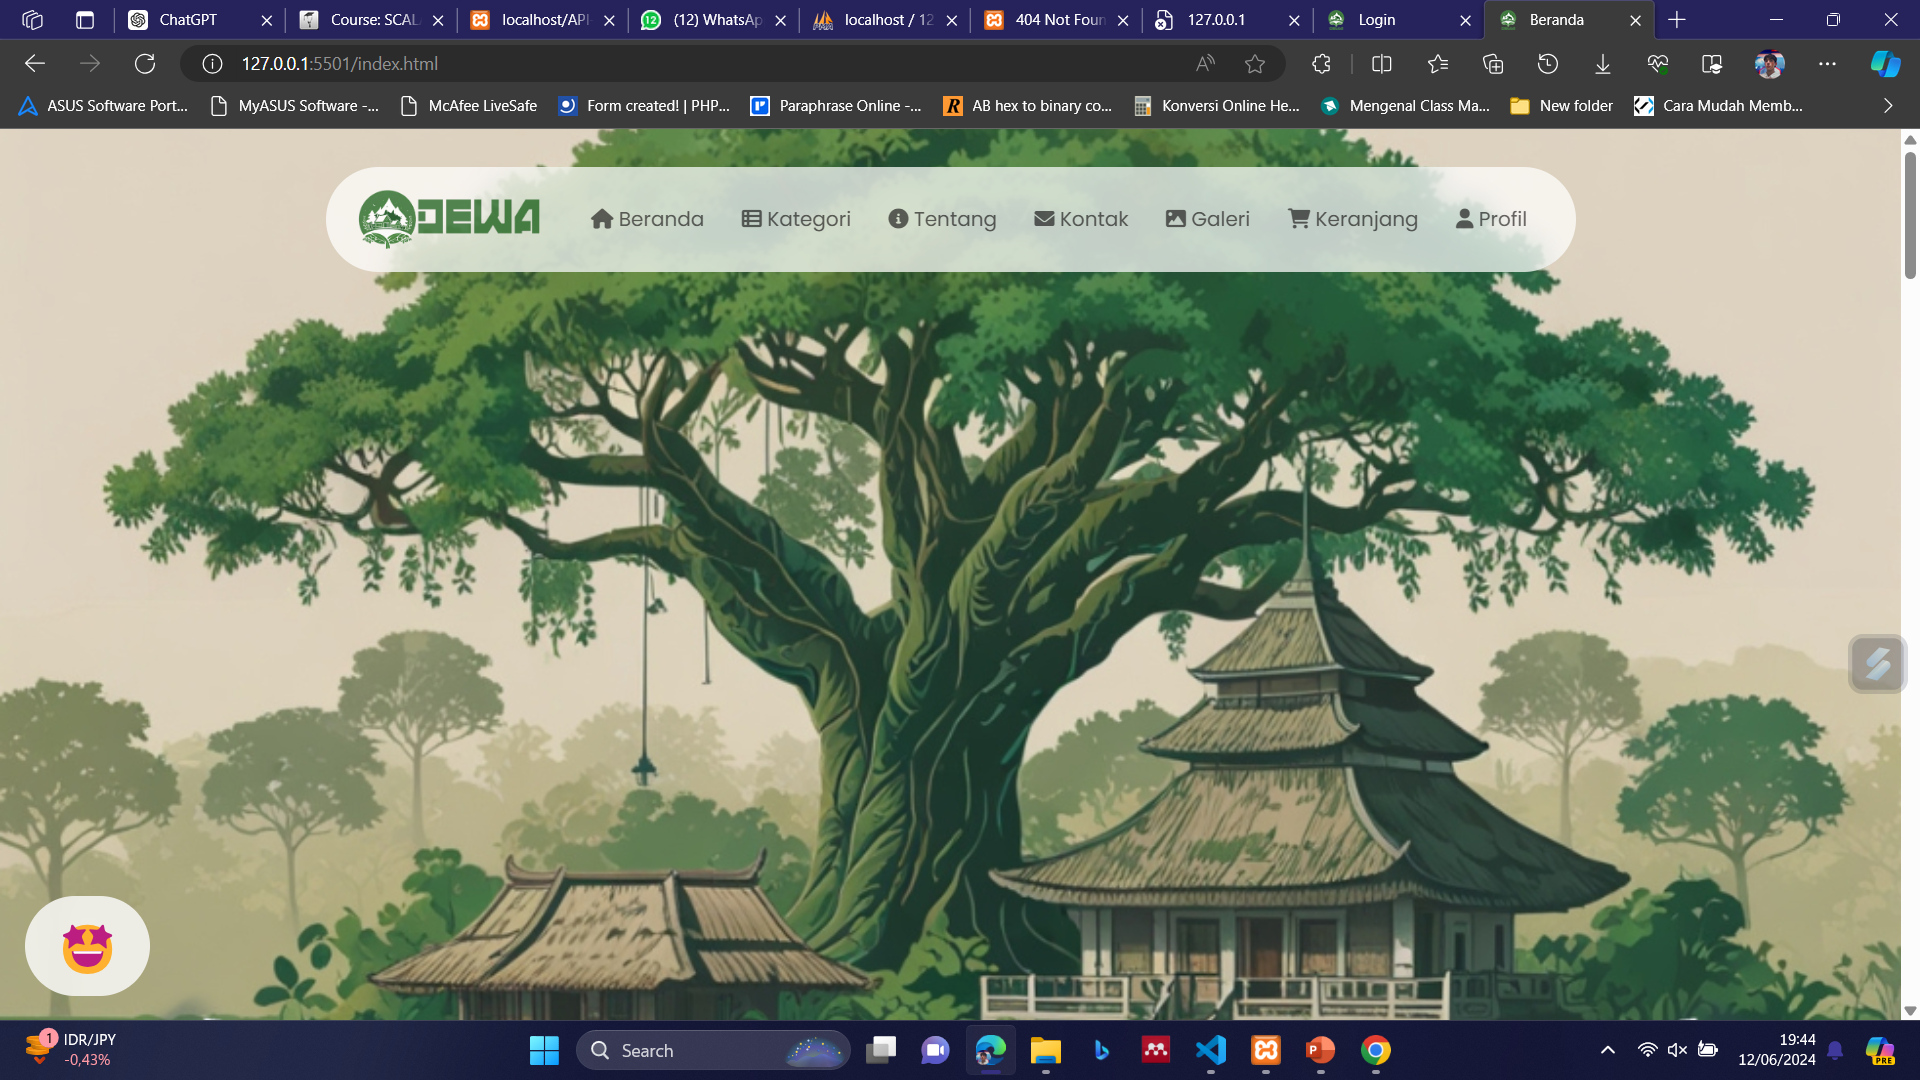 ChatGPT
Course: SCAL
localhost/API
(12) WhatsAp
localhost / 12
404 Not Foun
127.0.0.1
Login
Beranda
127.0.0.1:5501/index.html
ASUS Software Port...
MyASUS Software -...
McAfee LiveSafe
Form created! | PHP...
Paraphrase Online -...
AB hex to binary co...
Konversi Online He...
Mengenal Class Ma...
New folder
Cara Mudah Memb...
DEWA
Beranda
Kategori
Tentang
Kontak
Galeri
Keranjang
Profil
1
IDR/JPY
-0,43%
Search
19:44
12/06/2024
PRE